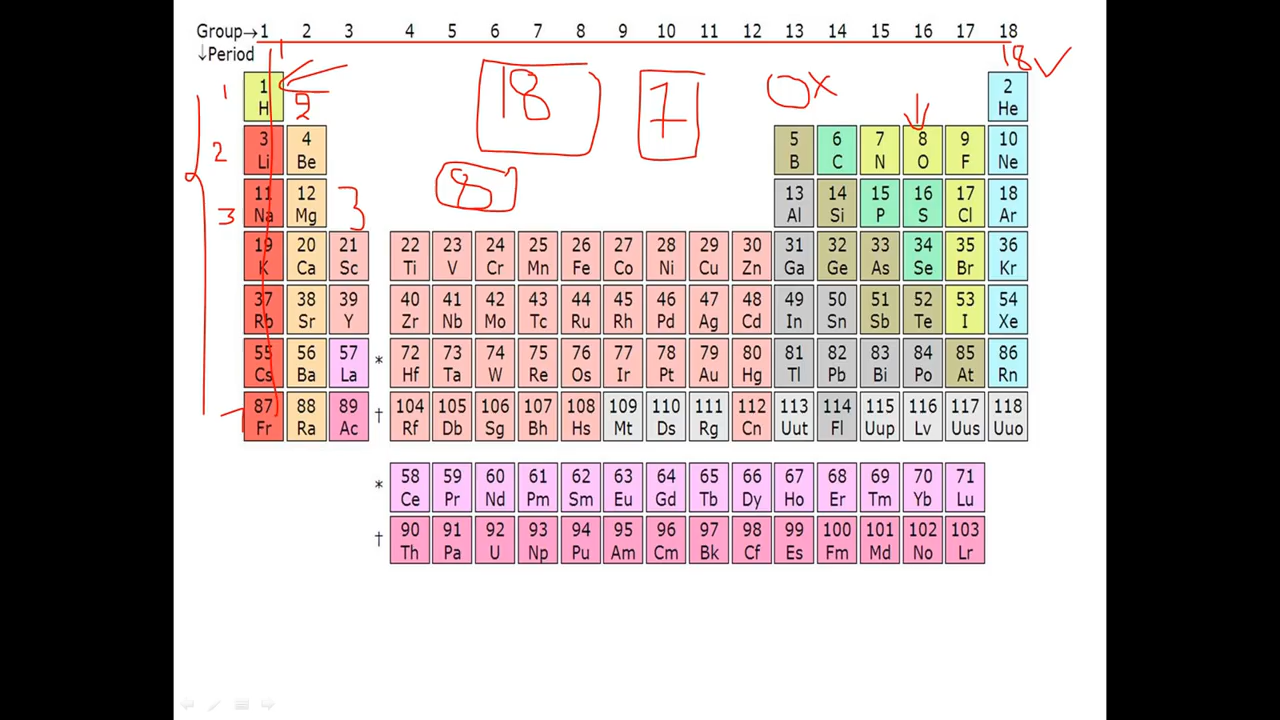 Group→ 1 2 3 4 5 6 7 8 9 10 11 12 13 14 15 16 17 18
↓Period
1 18
1 2 18 7 2
H He
2
3 4 5 6 7 8 9 10
2 Li Be B C N O F Ne
8
11 12 13 14 15 16 17 18
3 Na Mg 3 Al Si P S Cl Ar
19 20 21 22 23 24 25 26 27 28 29 30 31 32 33 34 35 36
K Ca Sc Ti V Cr Mn Fe Co Ni Cu Zn Ga Ge As Se Br Kr
37 38 39 40 41 42 43 44 45 46 47 48 49 50 51 52 53 54
Rb Sr Y Zr Nb Mo Tc Ru Rh Pd Ag Cd In Sn Sb Te I Xe
55 56 57 * 72 73 74 75 76 77 78 79 80 81 82 83 84 85 86
Cs Ba La Hf Ta W Re Os Ir Pt Au Hg Tl Pb Bi Po At Rn
7 87 88 89 † 104 105 106 107 108 109 110 111 112 113 114 115 116 117 118
Fr Ra Ac Rf Db Sg Bh Hs Mt Ds Rg Cn Uut Fl Uup Lv Uus Uuo
* 58 59 60 61 62 63 64 65 66 67 68 69 70 71
Ce Pr Nd Pm Sm Eu Gd Tb Dy Ho Er Tm Yb Lu
† 90 91 92 93 94 95 96 97 98 99 100 101 102 103
Th Pa U Np Pu Am Cm Bk Cf Es Fm Md No Lr